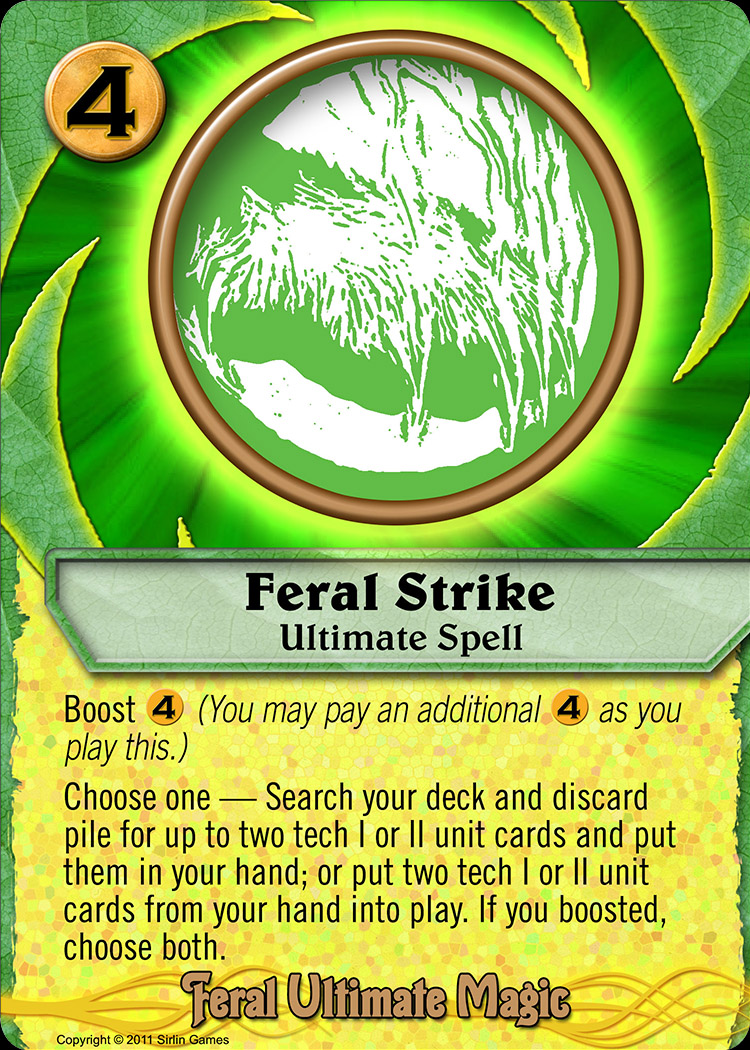 4
Feral Strike
Ultimate Spell
Boost 4 (You may pay an additional 4 as you
play this.)
Choose one — Search your deck and discard
pile for up to two tech I or II unit cards and put
them in your hand; or put two tech I or II unit
cards from your hand into play. If you boosted,
choose both.
Feral Ultimate Magic
Copyright © 2011 Sirlin Games